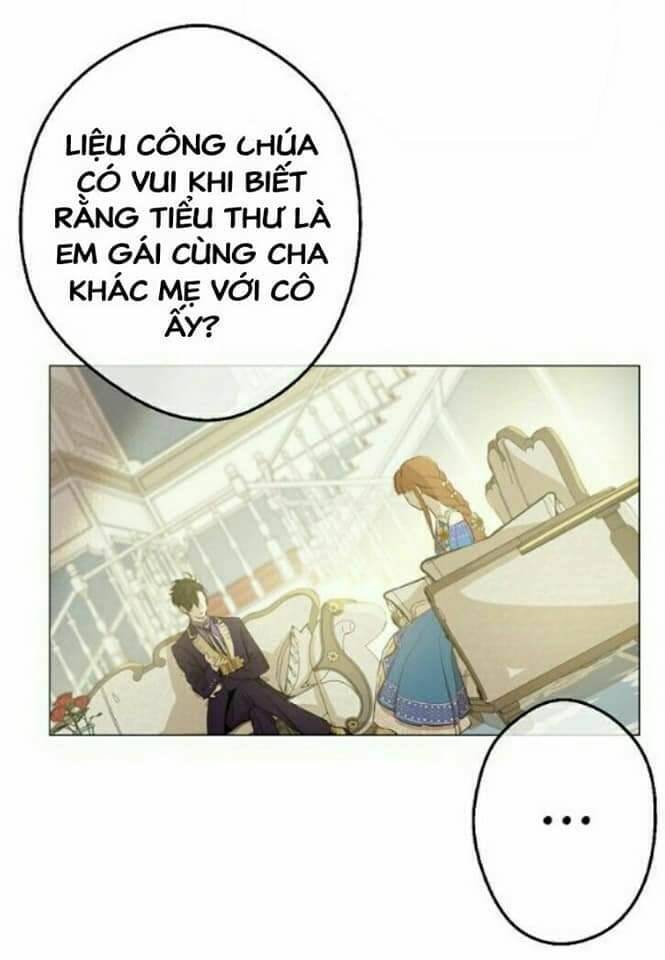 LIỆU CÔNG CHÚA
CÓ VUI KHI BIẾT
RẰNG TIỂU THƯ LÀ
EM GÁI CÙNG CHA
KHÁC MẸ VỚI CÔ
ẤY?
...